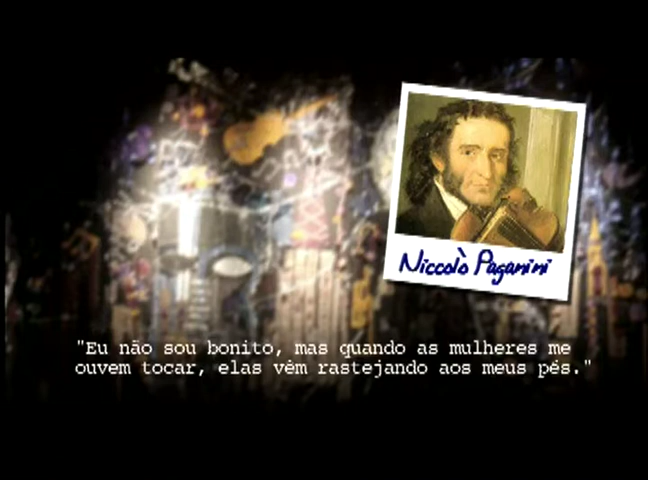 Niccolò Paganini
"Eu não sou bonito, mas quando as mulheres me
ouvem tocar, elas vêm rastejando aos meus pés."